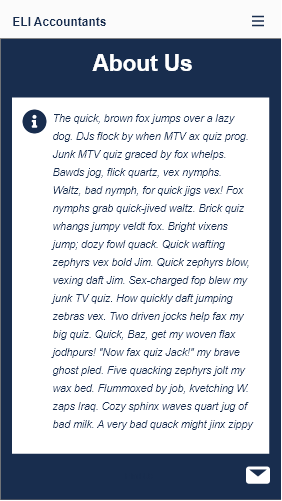 ELI Accountants
About Us
The quick, brown fox jumps over a lazy
dog. DJs flock by when MTV ax quiz prog.
Junk MTV quiz graced by fox whelps.
Bawds jog, flick quartz, vex nymphs.
Waltz, bad nymph, for quick jigs vex! Fox
nymphs grab quick-jived waltz. Brick quiz
whangs jumpy veldt fox. Bright vixens
jump; dozy fowl quack. Quick wafting
zephyrs vex bold Jim. Quick zephyrs blow,
vexing daft Jim. Sex-charged fop blew my
junk TV quiz. How quickly daft jumping
zebras vex. Two driven jocks help fax my
big quiz. Quick, Baz, get my woven flax
jodhpurs! "Now fax quiz Jack!" my brave
ghost pled. Five quacking zephyrs jolt my
wax bed. Flummoxed by job, kvetching W.
zaps Iraq. Cozy sphinx waves quart jug of
bad milk. A very bad quack might jinx zippy